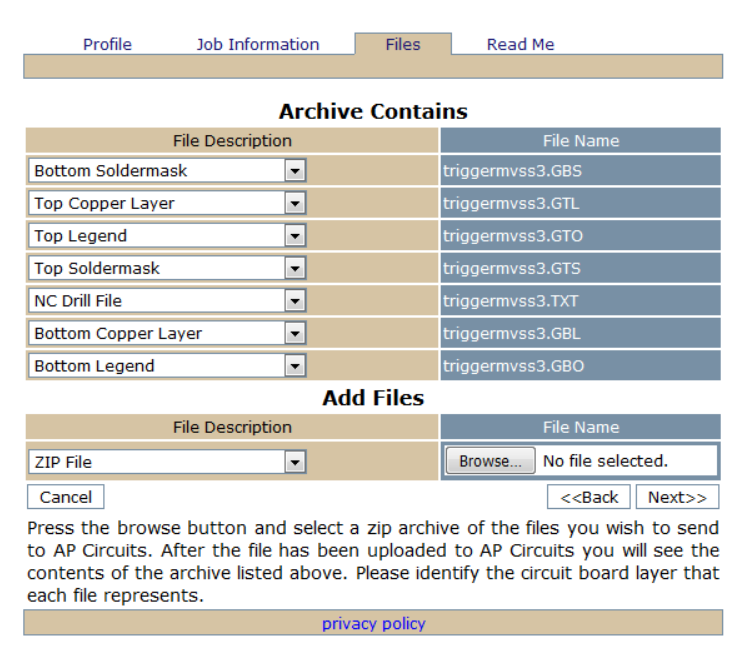 Profile Job Information Files Read Me
Archive Contains
File Description File Name
Bottom Soldermask triggermvss3.GBS
Top Copper Layer triggermvss3.GTL
Top Legend triggermvss3.GTO
Top Soldermask triggermvss3.GTS
NC Drill File triggermvss3.TXT
Bottom Copper Layer triggermvss3.GBL
Bottom Legend triggermvss3.GBO
Add Files
File Description File Name
ZIP File Browse... No file selected.
Cancel <<Back Next>>
Press the browse button and select a zip archive of the files you wish to send
to AP Circuits. After the file has been uploaded to AP Circuits you will see the
contents of the archive listed above. Please identify the circuit board layer that
each file represents.
privacy policy